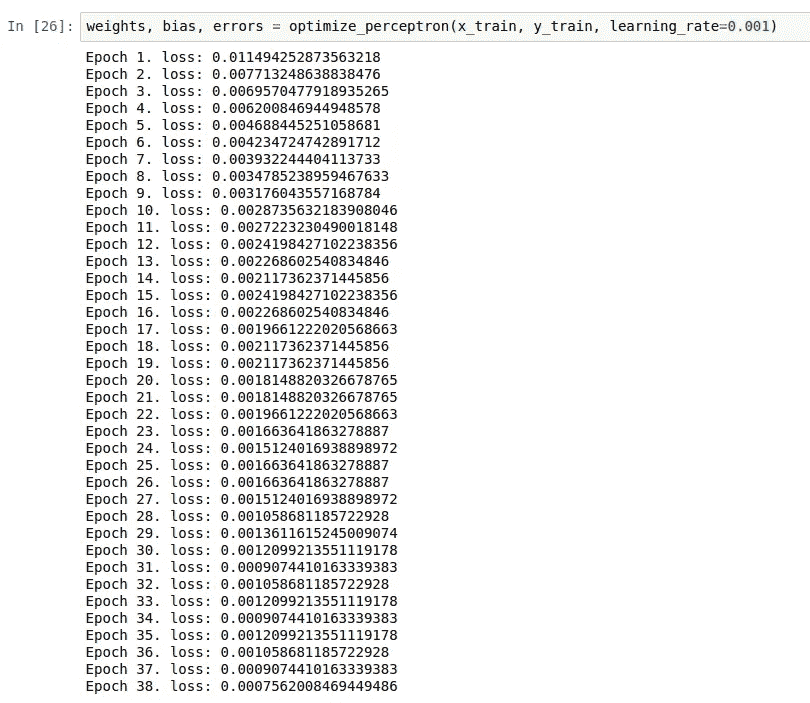 In [26]: weights, bias, errors = optimize_perceptron(x_train, y_train, learning_rate=0.001)
Epoch 1. loss: 0.011494252873563218
Epoch 2. loss: 0.007713248638838476
Epoch 3. loss: 0.0069570477918935265
Epoch 4. loss: 0.006200846944948578
Epoch 5. loss: 0.004688445251058681
Epoch 6. loss: 0.004234724742891712
Epoch 7. loss: 0.003932244404113733
Epoch 8. loss: 0.0034785238959467633
Epoch 9. loss: 0.003176043557168784
Epoch 10. loss: 0.0028735632183908046
Epoch 11. loss: 0.0027223230490018148
Epoch 12. loss: 0.0024198427102238356
Epoch 13. loss: 0.002268602540834846
Epoch 14. loss: 0.002117362371445856
Epoch 15. loss: 0.0024198427102238356
Epoch 16. loss: 0.002268602540834846
Epoch 17. loss: 0.0019661222020568663
Epoch 18. loss: 0.002117362371445856
Epoch 19. loss: 0.002117362371445856
Epoch 20. loss: 0.0018148820326678765
Epoch 21. loss: 0.0018148820326678765
Epoch 22. loss: 0.0019661222020568663
Epoch 23. loss: 0.001663641863278887
Epoch 24. loss: 0.0015124016938898972
Epoch 25. loss: 0.001663641863278887
Epoch 26. loss: 0.001663641863278887
Epoch 27. loss: 0.0015124016938898972
Epoch 28. loss: 0.001058681185722928
Epoch 29. loss: 0.0013611615245009074
Epoch 30. loss: 0.0012099213551119178
Epoch 31. loss: 0.0009074410163339383
Epoch 32. loss: 0.001058681185722928
Epoch 33. loss: 0.0012099213551119178
Epoch 34. loss: 0.0009074410163339383
Epoch 35. loss: 0.0012099213551119178
Epoch 36. loss: 0.001058681185722928
Epoch 37. loss: 0.0009074410163339383
Epoch 38. loss: 0.0007562008469449486